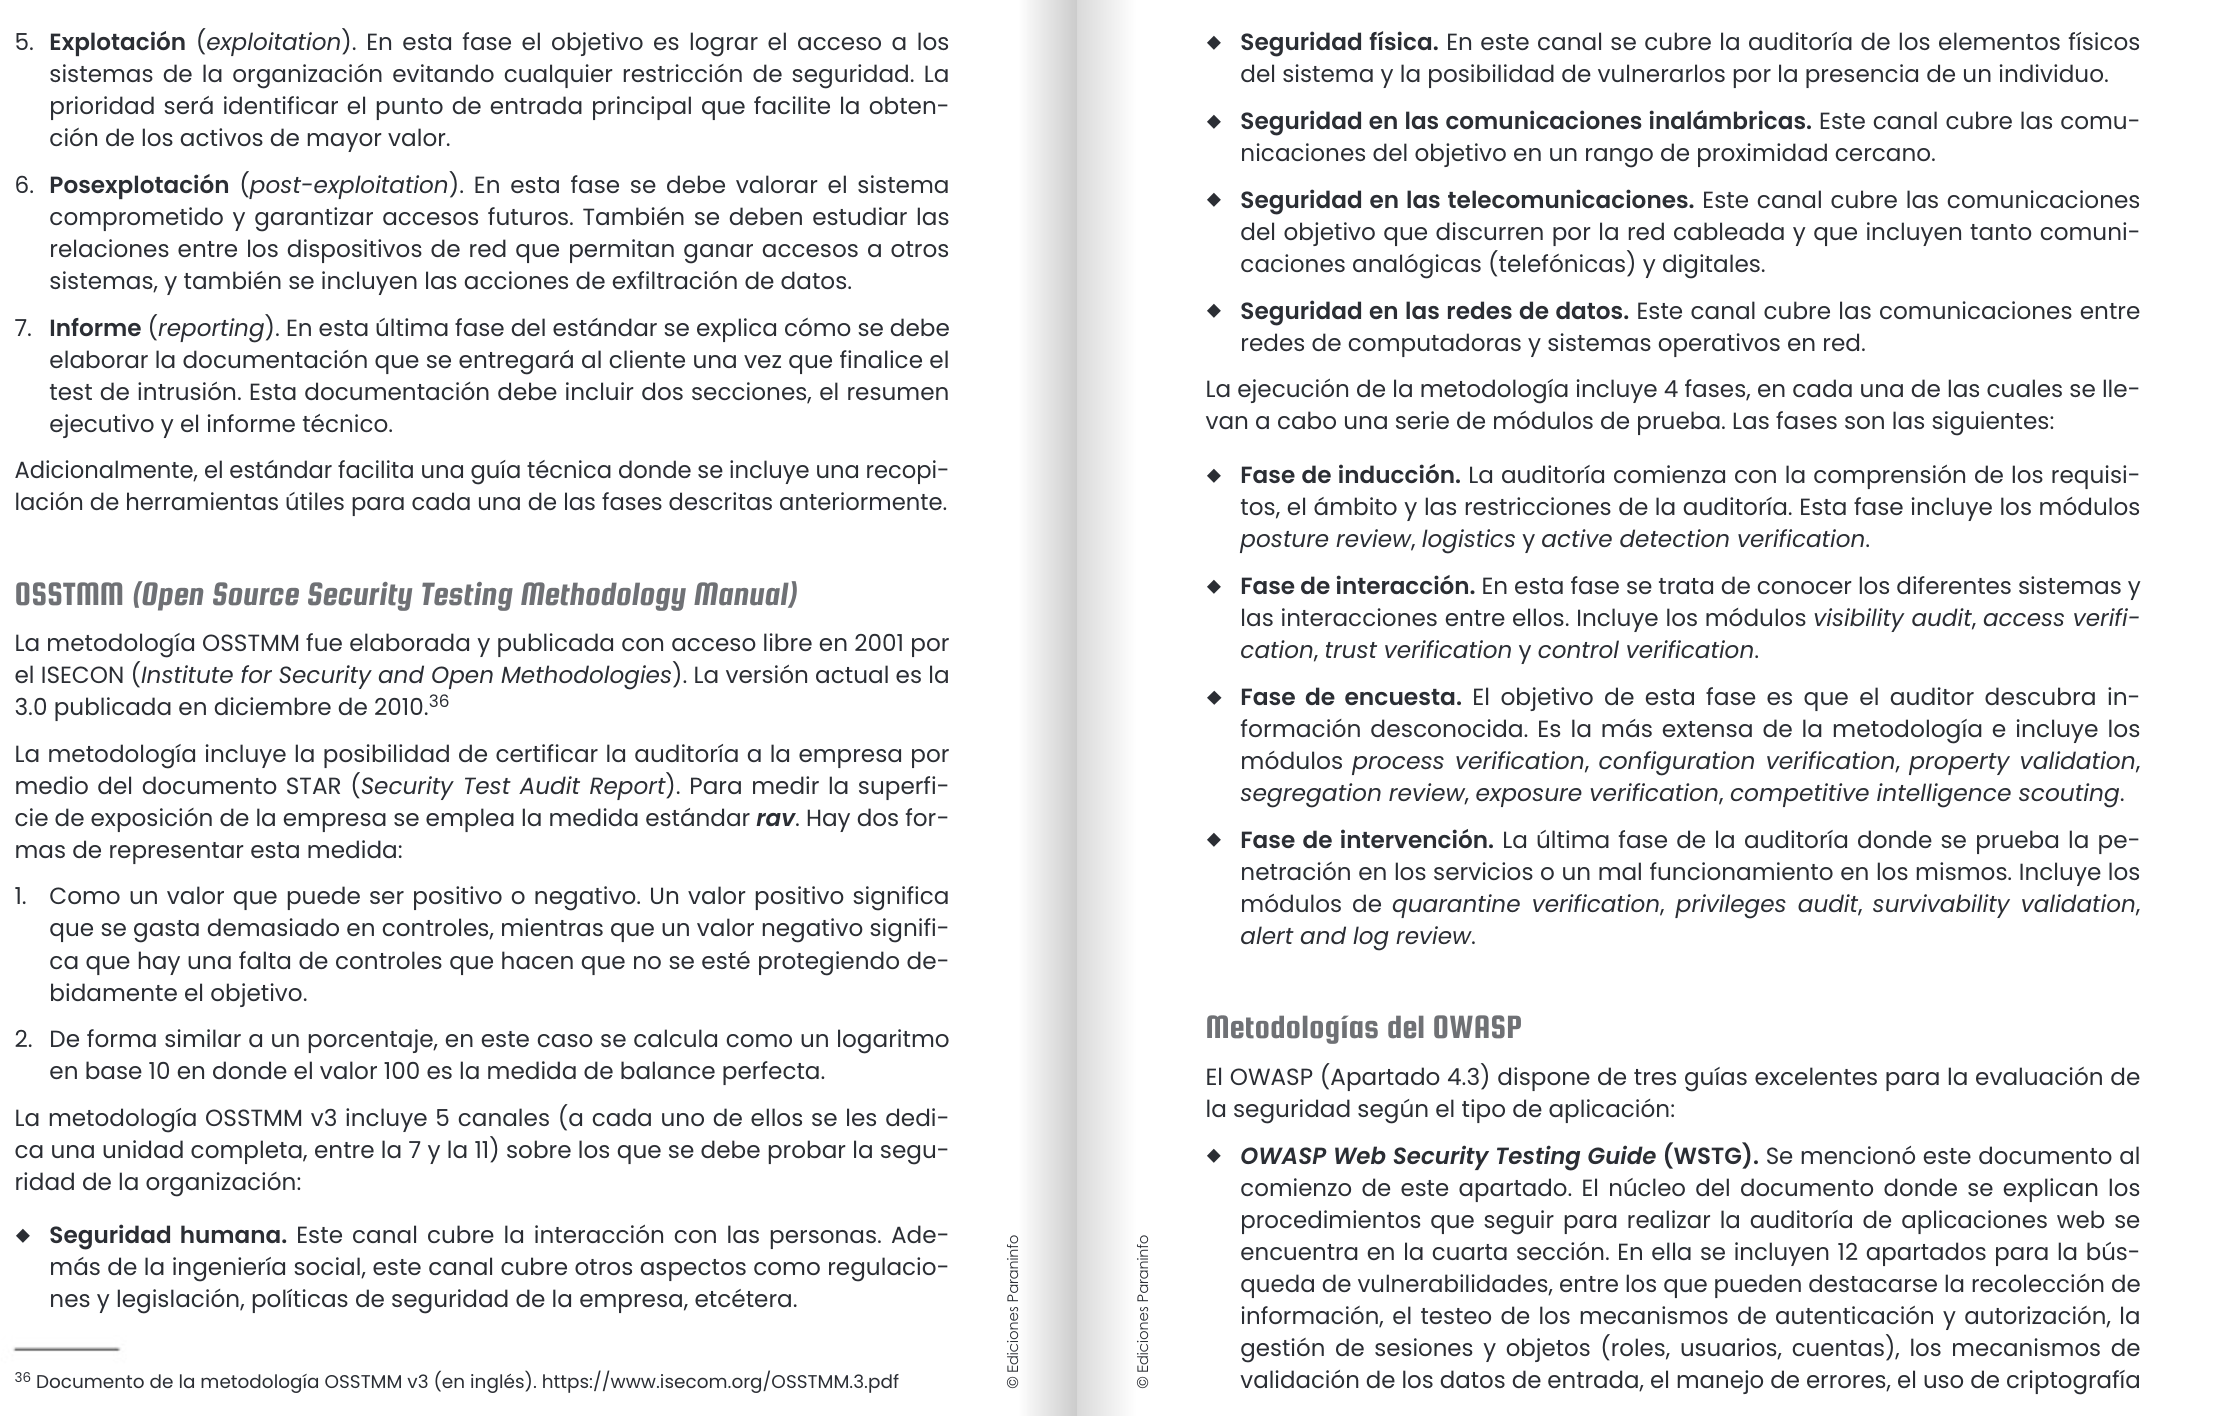 5. Explotación (exploitation). En esta fase el objetivo es lograr el acceso a los
sistemas de la organización evitando cualquier restricción de seguridad. La
prioridad será identificar el punto de entrada principal que facilite la obten-
ción de los activos de mayor valor.
6. Posexplotación (post-exploitation). En esta fase se debe valorar el sistema
comprometido y garantizar accesos futuros. También se deben estudiar las
relaciones entre los dispositivos de red que permitan ganar accesos a otros
sistemas, y también se incluyen las acciones de exfiltración de datos.
7. Informe (reporting). En esta última fase del estándar se explica cómo se debe
elaborar la documentación que se entregará al cliente una vez que finalice el
test de intrusión. Esta documentación debe incluir dos secciones, el resumen
ejecutivo y el informe técnico.
Adicionalmente, el estándar facilita una guía técnica donde se incluye una recopi-
lación de herramientas útiles para cada una de las fases descritas anteriormente.
OSSTMM (Open Source Security Testing Methodology Manual)
La metodología OSSTMM fue elaborada y publicada con acceso libre en 2001 por
el ISECON (Institute for Security and Open Methodologies). La versión actual es la
3.0 publicada en diciembre de 2010.36
La metodología incluye la posibilidad de certificar la auditoría a la empresa por
medio del documento STAR (Security Test Audit Report). Para medir la superfi-
cie de exposición de la empresa se emplea la medida estándar rav. Hay dos for-
mas de representar esta medida:
1. Como un valor que puede ser positivo o negativo. Un valor positivo significa
que se gasta demasiado en controles, mientras que un valor negativo signifi-
ca que hay una falta de controles que hacen que no se esté protegiendo de-
bidamente el objetivo.
2. De forma similar a un porcentaje, en este caso se calcula como un logaritmo
en base 10 en donde el valor 100 es la medida de balance perfecta.
La metodología OSSTMM v3 incluye 5 canales (a cada uno de ellos se les dedi-
ca una unidad completa, entre la 7 y la 11) sobre los que se debe probar la segu-
ridad de la organización:
◆ Seguridad humana. Este canal cubre la interacción con las personas. Ade-
más de la ingeniería social, este canal cubre otros aspectos como regulacio-
nes y legislación, políticas de seguridad de la empresa, etcétera.
36 Documento de la metodología OSSTMM v3 (en inglés). https://www.isecom.org/OSSTMM.3.pdf
© Ediciones Paraninfo
◆ Seguridad física. En este canal se cubre la auditoría de los elementos físicos
del sistema y la posibilidad de vulnerarlos por la presencia de un individuo.
◆ Seguridad en las comunicaciones inalámbricas. Este canal cubre las comu-
nicaciones del objetivo en un rango de proximidad cercano.
◆ Seguridad en las telecomunicaciones. Este canal cubre las comunicaciones
del objetivo que discurren por la red cableada y que incluyen tanto comuni-
caciones analógicas (telefónicas) y digitales.
◆ Seguridad en las redes de datos. Este canal cubre las comunicaciones entre
redes de computadoras y sistemas operativos en red.
La ejecución de la metodología incluye 4 fases, en cada una de las cuales se lle-
van a cabo una serie de módulos de prueba. Las fases son las siguientes:
◆ Fase de inducción. La auditoría comienza con la comprensión de los requisi-
tos, el ámbito y las restricciones de la auditoría. Esta fase incluye los módulos
posture review, logistics y active detection verification.
◆ Fase de interacción. En esta fase se trata de conocer los diferentes sistemas y
las interacciones entre ellos. Incluye los módulos visibility audit, access verifi-
cation, trust verification y control verification.
◆ Fase de encuesta. El objetivo de esta fase es que el auditor descubra in-
formación desconocida. Es la más extensa de la metodología e incluye los
módulos process verification, configuration verification, property validation,
segregation review, exposure verification, competitive intelligence scouting.
◆ Fase de intervención. La última fase de la auditoría donde se prueba la pe-
netración en los servicios o un mal funcionamiento en los mismos. Incluye los
módulos de quarantine verification, privileges audit, survivability validation,
alert and log review.
Metodologías del OWASP
El OWASP (Apartado 4.3) dispone de tres guías excelentes para la evaluación de
la seguridad según el tipo de aplicación:
◆ OWASP Web Security Testing Guide (WSTG). Se mencionó este documento al
comienzo de este apartado. El núcleo del documento donde se explican los
procedimientos que seguir para realizar la auditoría de aplicaciones web se
encuentra en la cuarta sección. En ella se incluyen 12 apartados para la bús-
queda de vulnerabilidades, entre los que pueden destacarse la recolección de
información, el testeo de los mecanismos de autenticación y autorización, la
gestión de sesiones y objetos (roles, usuarios, cuentas), los mecanismos de
validación de los datos de entrada, el manejo de errores, el uso de criptografía
© Ediciones Paraninfo